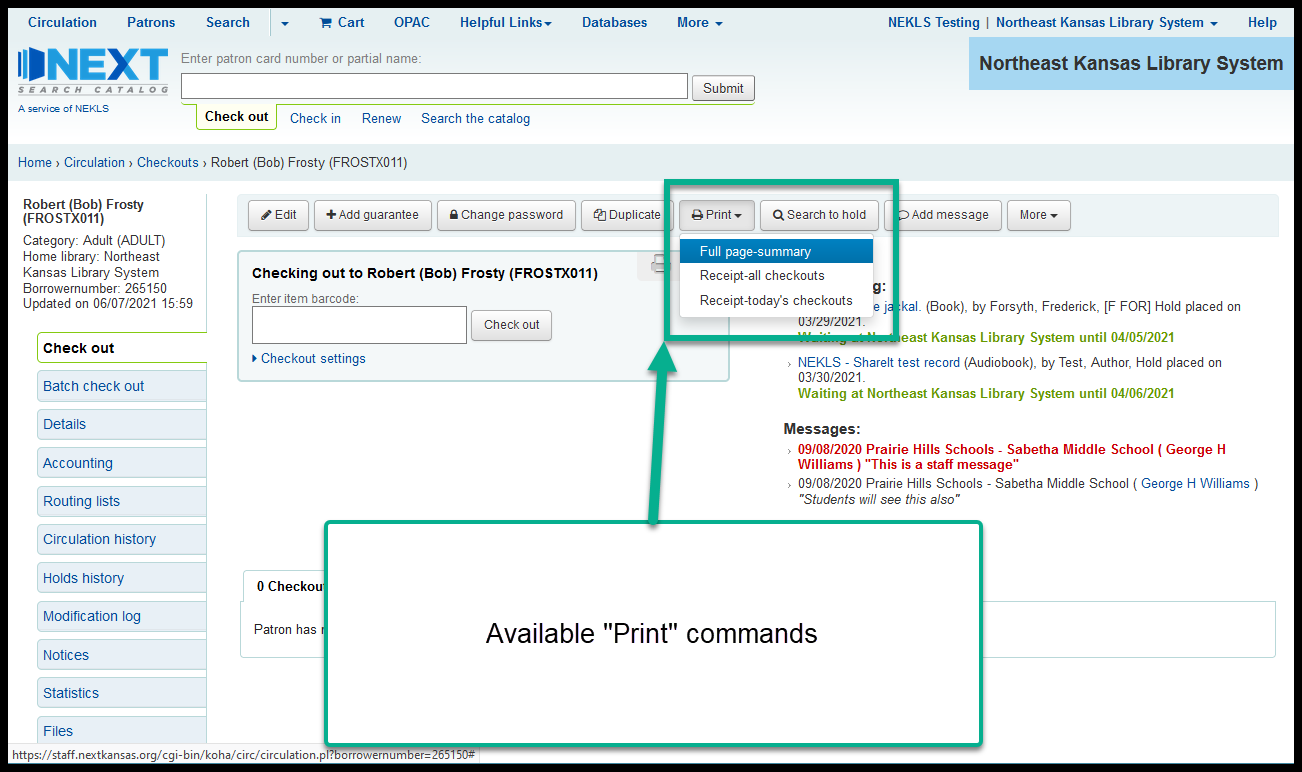 Circulation Patrons Search Cart OPAC Helpful Links Databases More NEKLS Testing | Northeast Kansas Library System Help
NEXT
SEARCH CATALOG
A service of NEKLS
Enter patron card number or partial name:
Submit
Northeast Kansas Library System
Check out Check in Renew Search the catalog
Home › Circulation › Checkouts › Robert (Bob) Frosty (FROSTX011)
Robert (Bob) Frosty
(FROSTX011)
Category: Adult (ADULT)
Home library: Northeast
Kansas Library System
Borrowernumber: 265150
Updated on 06/07/2021 15:59
Check out
Batch check out
Details
Accounting
Routing lists
Circulation history
Holds history
Modification log
Notices
Statistics
Files
Edit + Add guarantee Change password Duplicate Print Search to hold Add message More
Full page-summary
Receipt-all checkouts
Receipt-today's checkouts
Checking out to Robert (Bob) Frosty (FROSTX011)
Enter item barcode:
Check out
Checkout settings
g:
e jackal. (Book), by Forsyth, Frederick, [F FOR] Hold placed on
03/29/2021.
Waiting at Northeast Kansas Library System until 04/05/2021
› NEKLS - ShareIt test record (Audiobook), by Test, Author, Hold placed on
03/30/2021.
Waiting at Northeast Kansas Library System until 04/06/2021
Messages:
› 09/08/2020 Prairie Hills Schools - Sabetha Middle School ( George H
Williams ) "This is a staff message"
› 09/08/2020 Prairie Hills Schools - Sabetha Middle School ( George H Williams )
"Students will see this also"
0 Checkou
Patron has
Available "Print" commands
https://staff.nextkansas.org/cgi-bin/koha/circ/circulation.pl?borrowernumber=265150#